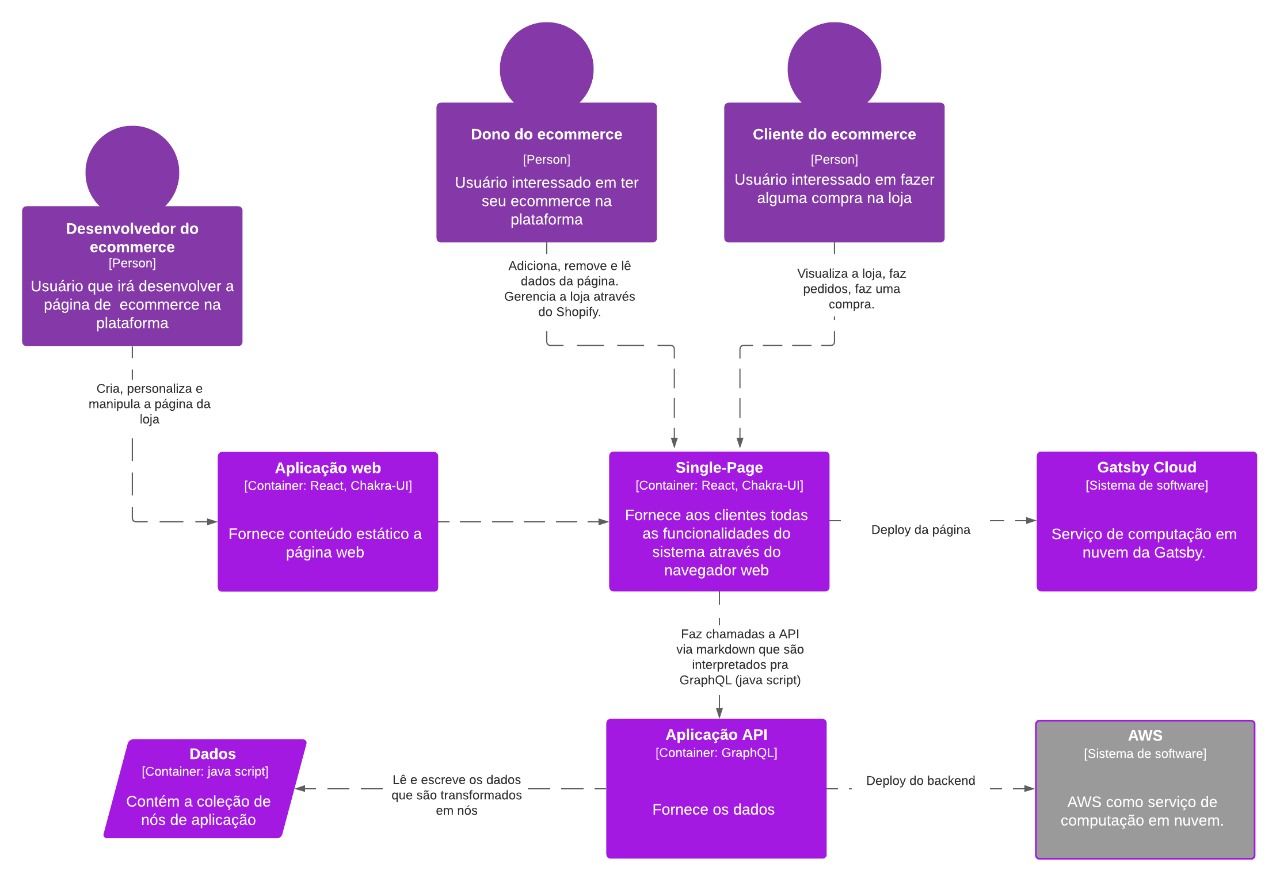 Dono do ecommerce
[Person]
Usuário interessado em ter
seu ecommerce na
plataforma
Cliente do ecommerce
[Person]
Usuário interessado em fazer
alguma compra na loja
Desenvolvedor do
ecommerce
[Person]
Usuário que irá desenvolver a
página de ecommerce na
plataforma
Adiciona, remove e lê
dados da página.
Gerencia a loja através
do Shopify.
Visualiza a loja, faz
pedidos, faz uma
compra.
Cria, personaliza e
manipula a página da
loja
Aplicação web
[Container: React, Chakra-UI]
Fornece conteúdo estático a
página web
Single-Page
[Container: React, Chakra-UI]
Fornece aos clientes todas
as funcionalidades do
sistema através do
navegador web
Deploy da página
Gatsby Cloud
[Sistema de software]
Serviço de computação em
nuvem da Gatsby.
Faz chamadas a API
via markdown que são
interpretados pra
GraphQL (java script)
Dados
[Container: java script]
Contém a coleção de
nós de aplicação
Lê e escreve os dados
que são transformados
em nós
Aplicação API
[Container: GraphQL]
Fornece os dados
Deploy do backend
AWS
[Sistema de software]
AWS como serviço de
computação em nuvem.